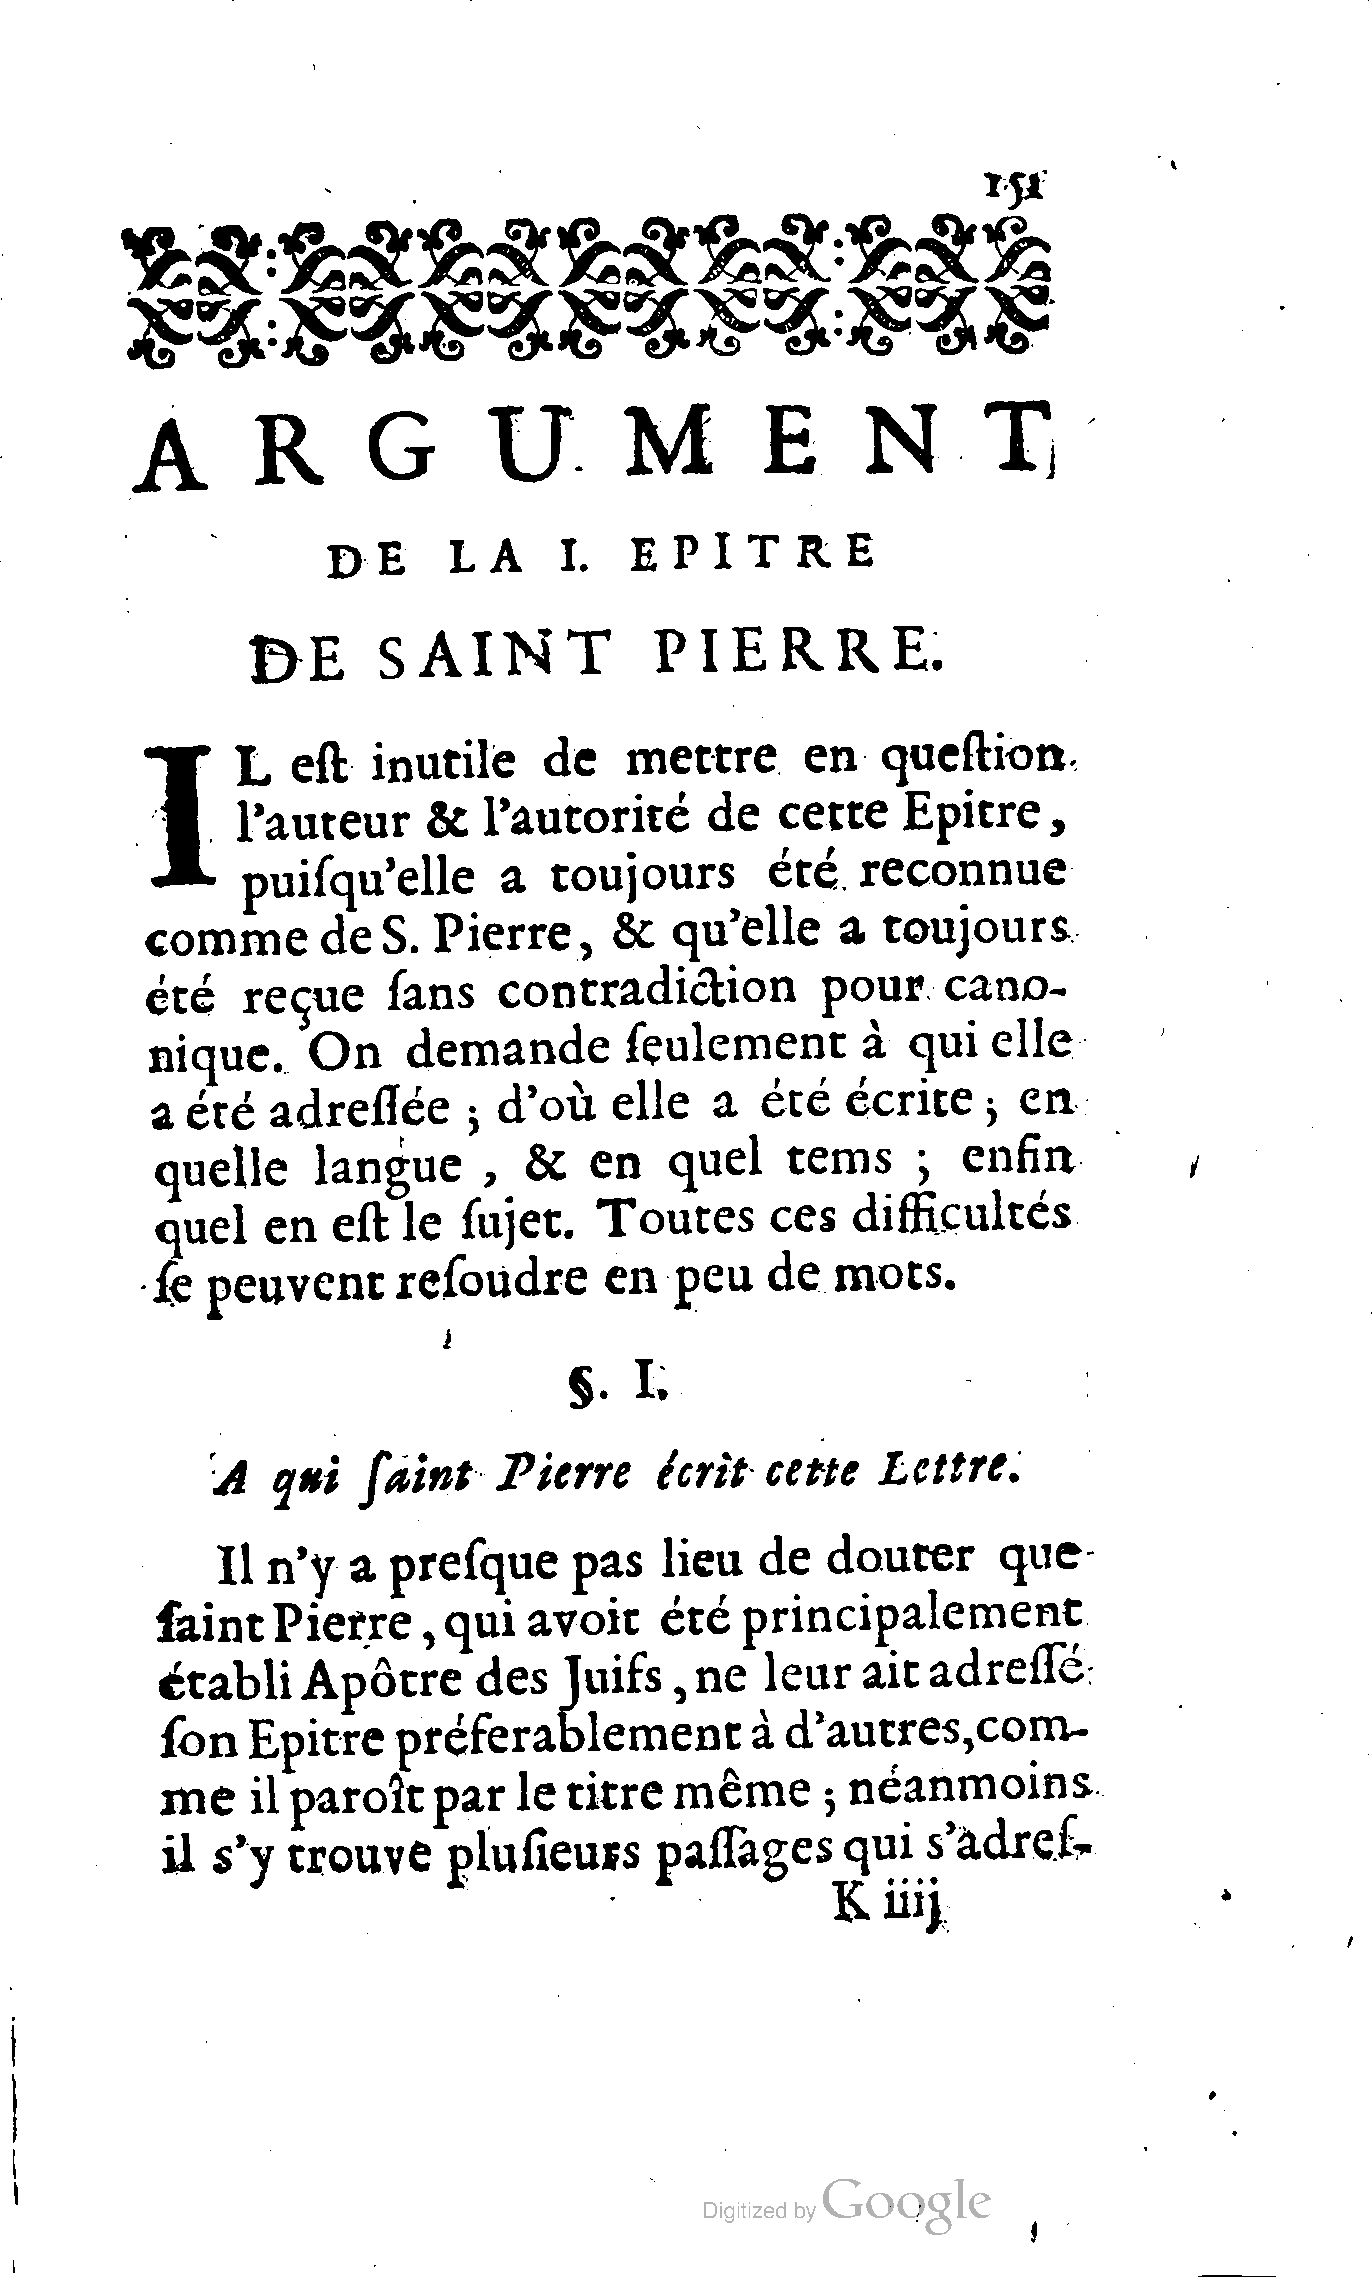 151
ARGUMENT
DE LA I. EPITRE
DE SAINT PIERRE.
IL eſt inutile de mettre en queſtion
l'auteur & l'autorité de cette Epitre,
puiſqu'elle a toujours été reconnue
comme de S. Pierre, & qu'elle a toujours
été reçue ſans contradiction pour cano-
nique. On demande ſeulement à qui elle
a été adreſſée ; d'où elle a été écrite ; en
quelle langue , & en quel tems ; enfin
quel en eſt le ſujet. Toutes ces difficultés
ſe peuvent reſoudre en peu de mots.
§. I.
A qui ſaint Pierre écrit cette Lettre.
Il n'y a preſque pas lieu de douter que
ſaint Pierre , qui avoit été principalement
établi Apôtre des Juifs , ne leur ait adreſſé
ſon Epitre préferablement à d'autres, com-
me il paroît par le titre même ; néanmoins
il s'y trouve pluſieurs paſſages qui s'adreſ-
K iiij
Digitized by Google